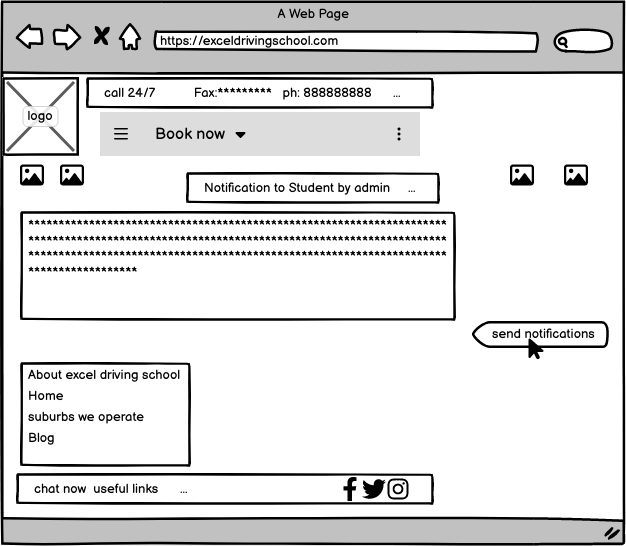 A Web Page
https://exceldrivingschool.com
logo
call 24/7 Fax:********* ph: 888888888 ...
Book now
Notification to Student by admin ...
**********************************************************************
**********************************************************************
**********************************************************************
******************
send notifications
About excel driving school
Home
suburbs we operate
Blog
chat now useful links ...